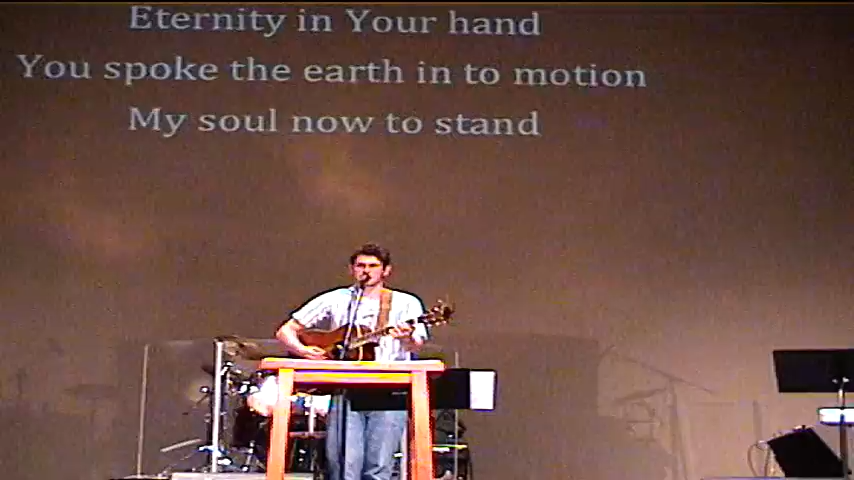 Eternity in Your hand
You spoke the earth in to motion
My soul now to stand